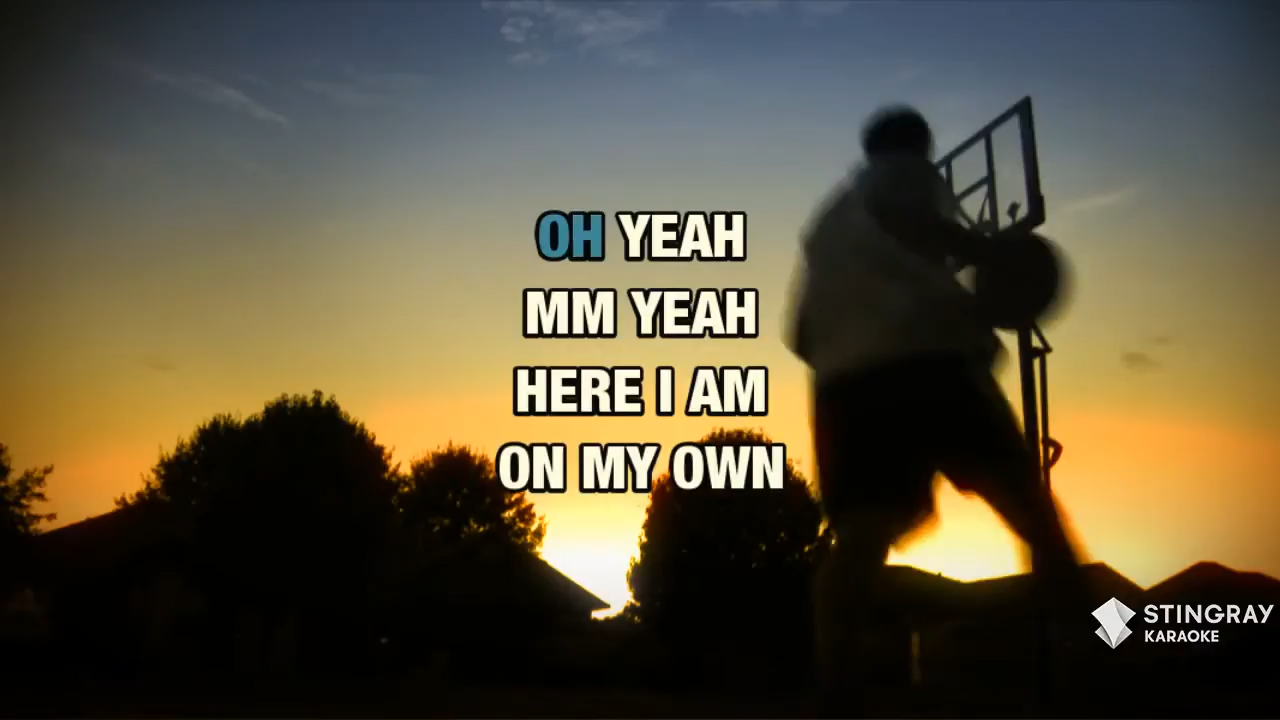 OH YEAH
MM YEAH
HERE I AM
ON MY OWN
STINGRAY
KARAOKE